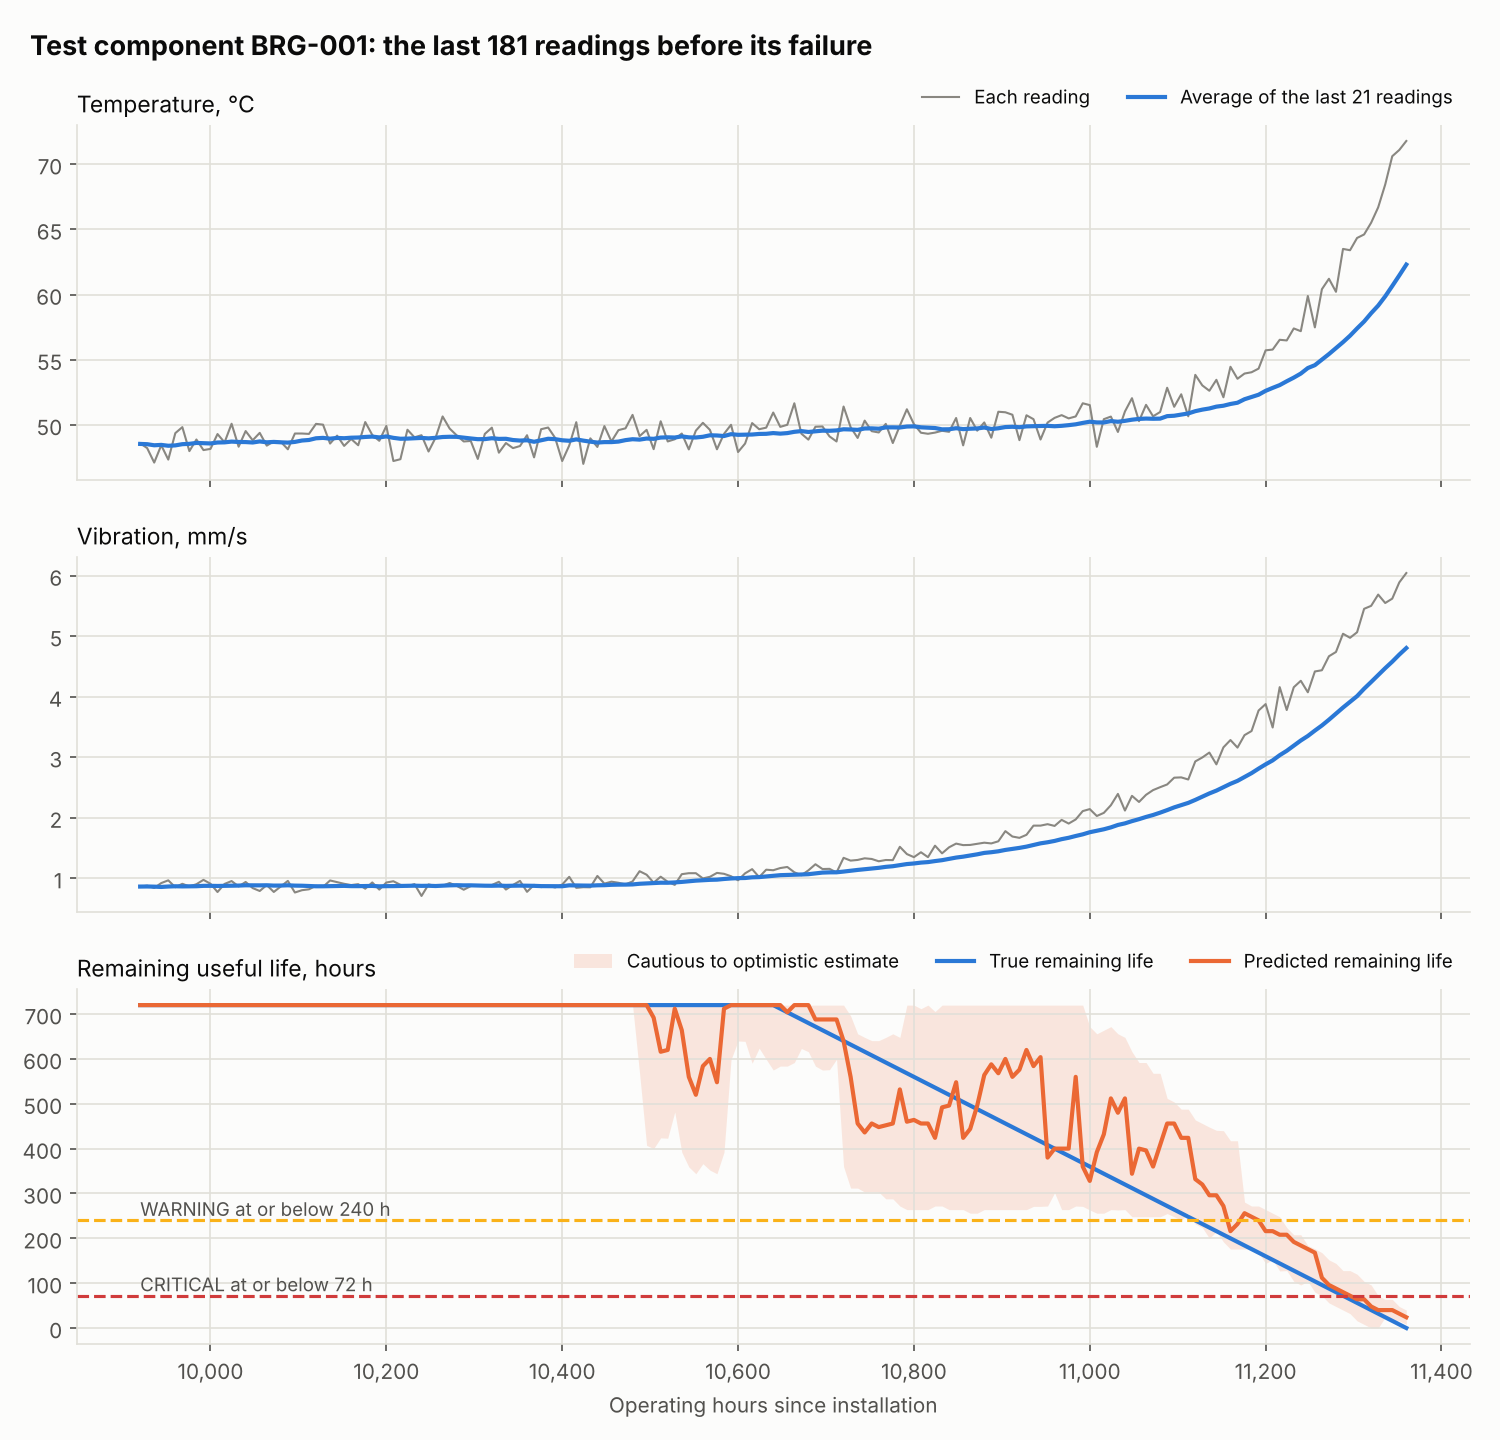 Test component BRG-001: the last 181 readings before its failure
Temperature, °C
Each reading
Average of the last 21 readings
70
65
60
55
50
Vibration, mm/s
6
5
4
3
2
1
Remaining useful life, hours
Cautious to optimistic estimate
True remaining life
Predicted remaining life
700
600
500
400
300
WARNING at or below 240 h
200
100
CRITICAL at or below 72 h
0
10,000
10,200
10,400
10,600
10,800
11,000
11,200
11,400
Operating hours since installation